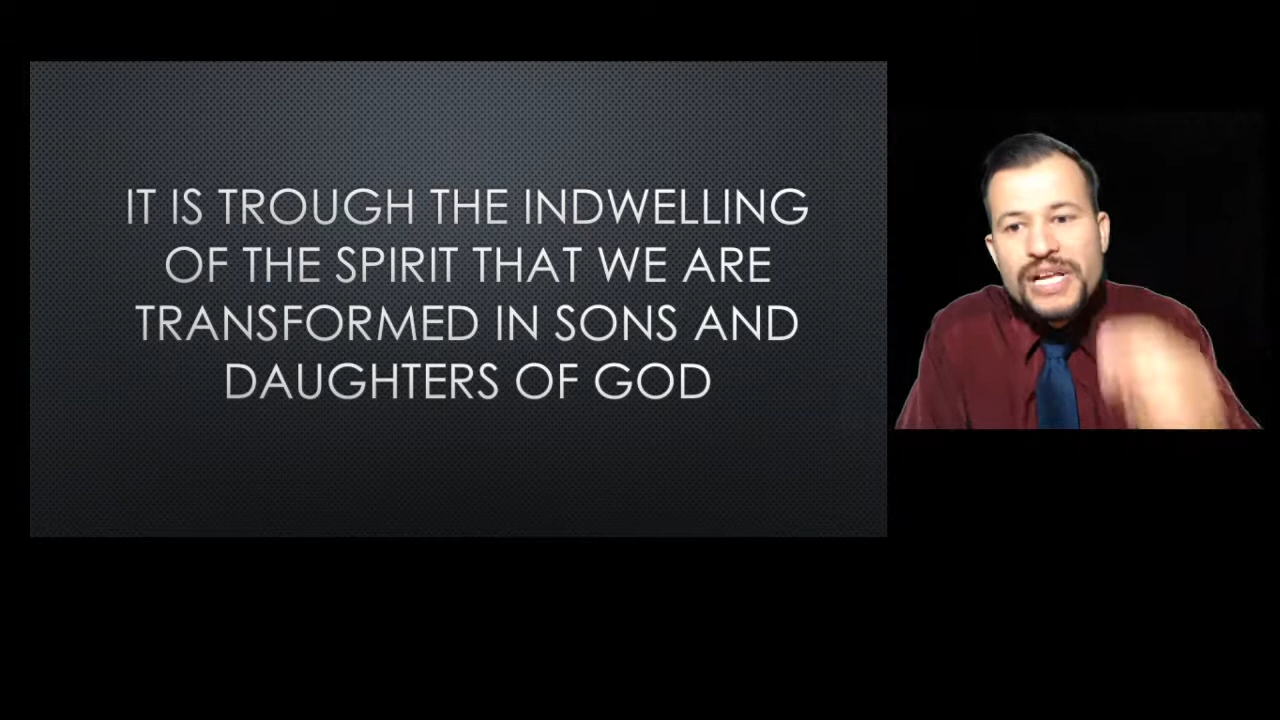 IT IS TROUGH THE INDWELLING
OF THE SPIRIT THAT WE ARE
TRANSFORMED IN SONS AND
DAUGHTERS OF GOD